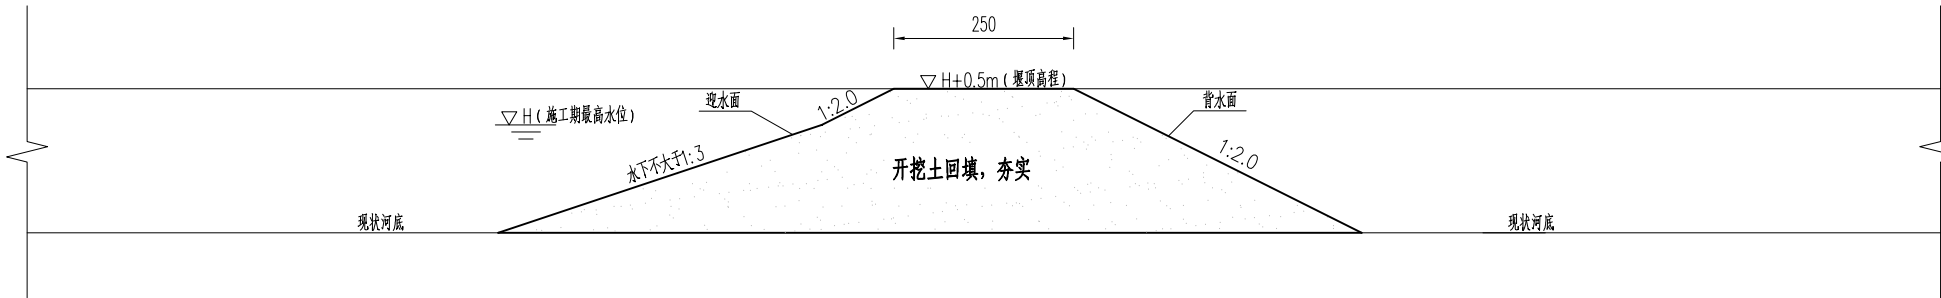 250
H+0.5m(堰顶高程)
迎水面
1:2.0
背水面
H(施工期最高水位)
水下不大于1:3
1:2.0
开挖土回填，夯实
现状河底
现状河底